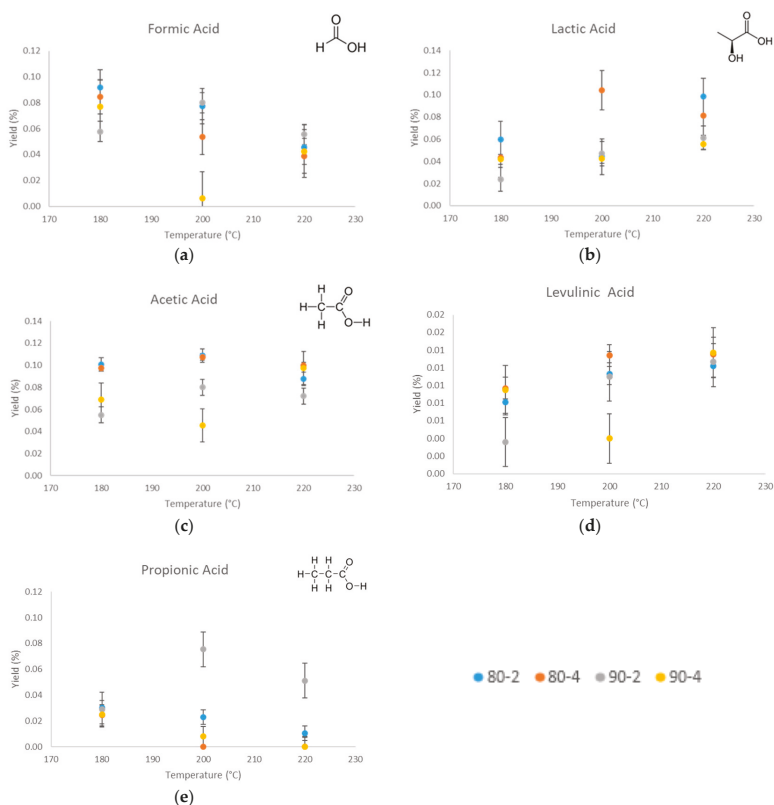 Formic Acid
O
H OH
0.12
0.10
0.08
0.06
0.04
0.02
0.00
Yield (%)
170 180 190 200 210 220 230
Temperature (°C)
(a)
Lactic Acid
O
OH
OH
0.14
0.12
0.10
0.08
0.06
0.04
0.02
0.00
Yield (%)
170 180 190 200 210 220 230
Temperature (°C)
(b)
Acetic Acid
H O
H C C
H O H
0.14
0.12
0.10
0.08
0.06
0.04
0.02
0.00
Yield (%)
170 180 190 200 210 220 230
Temperature (°C)
(c)
Levulinic Acid
0.02
0.02
0.01
0.01
0.01
0.01
0.01
0.00
0.00
0.00
Yield (%)
170 180 190 200 210 220 230
Temperature (°C)
(d)
Propionic Acid
H H O
H C C C
H H O H
0.12
0.10
0.08
0.06
0.04
0.02
0.00
Yield (%)
170 180 190 200 210 220 230
Temperature (°C)
(e)
80-2 80-4 90-2 90-4